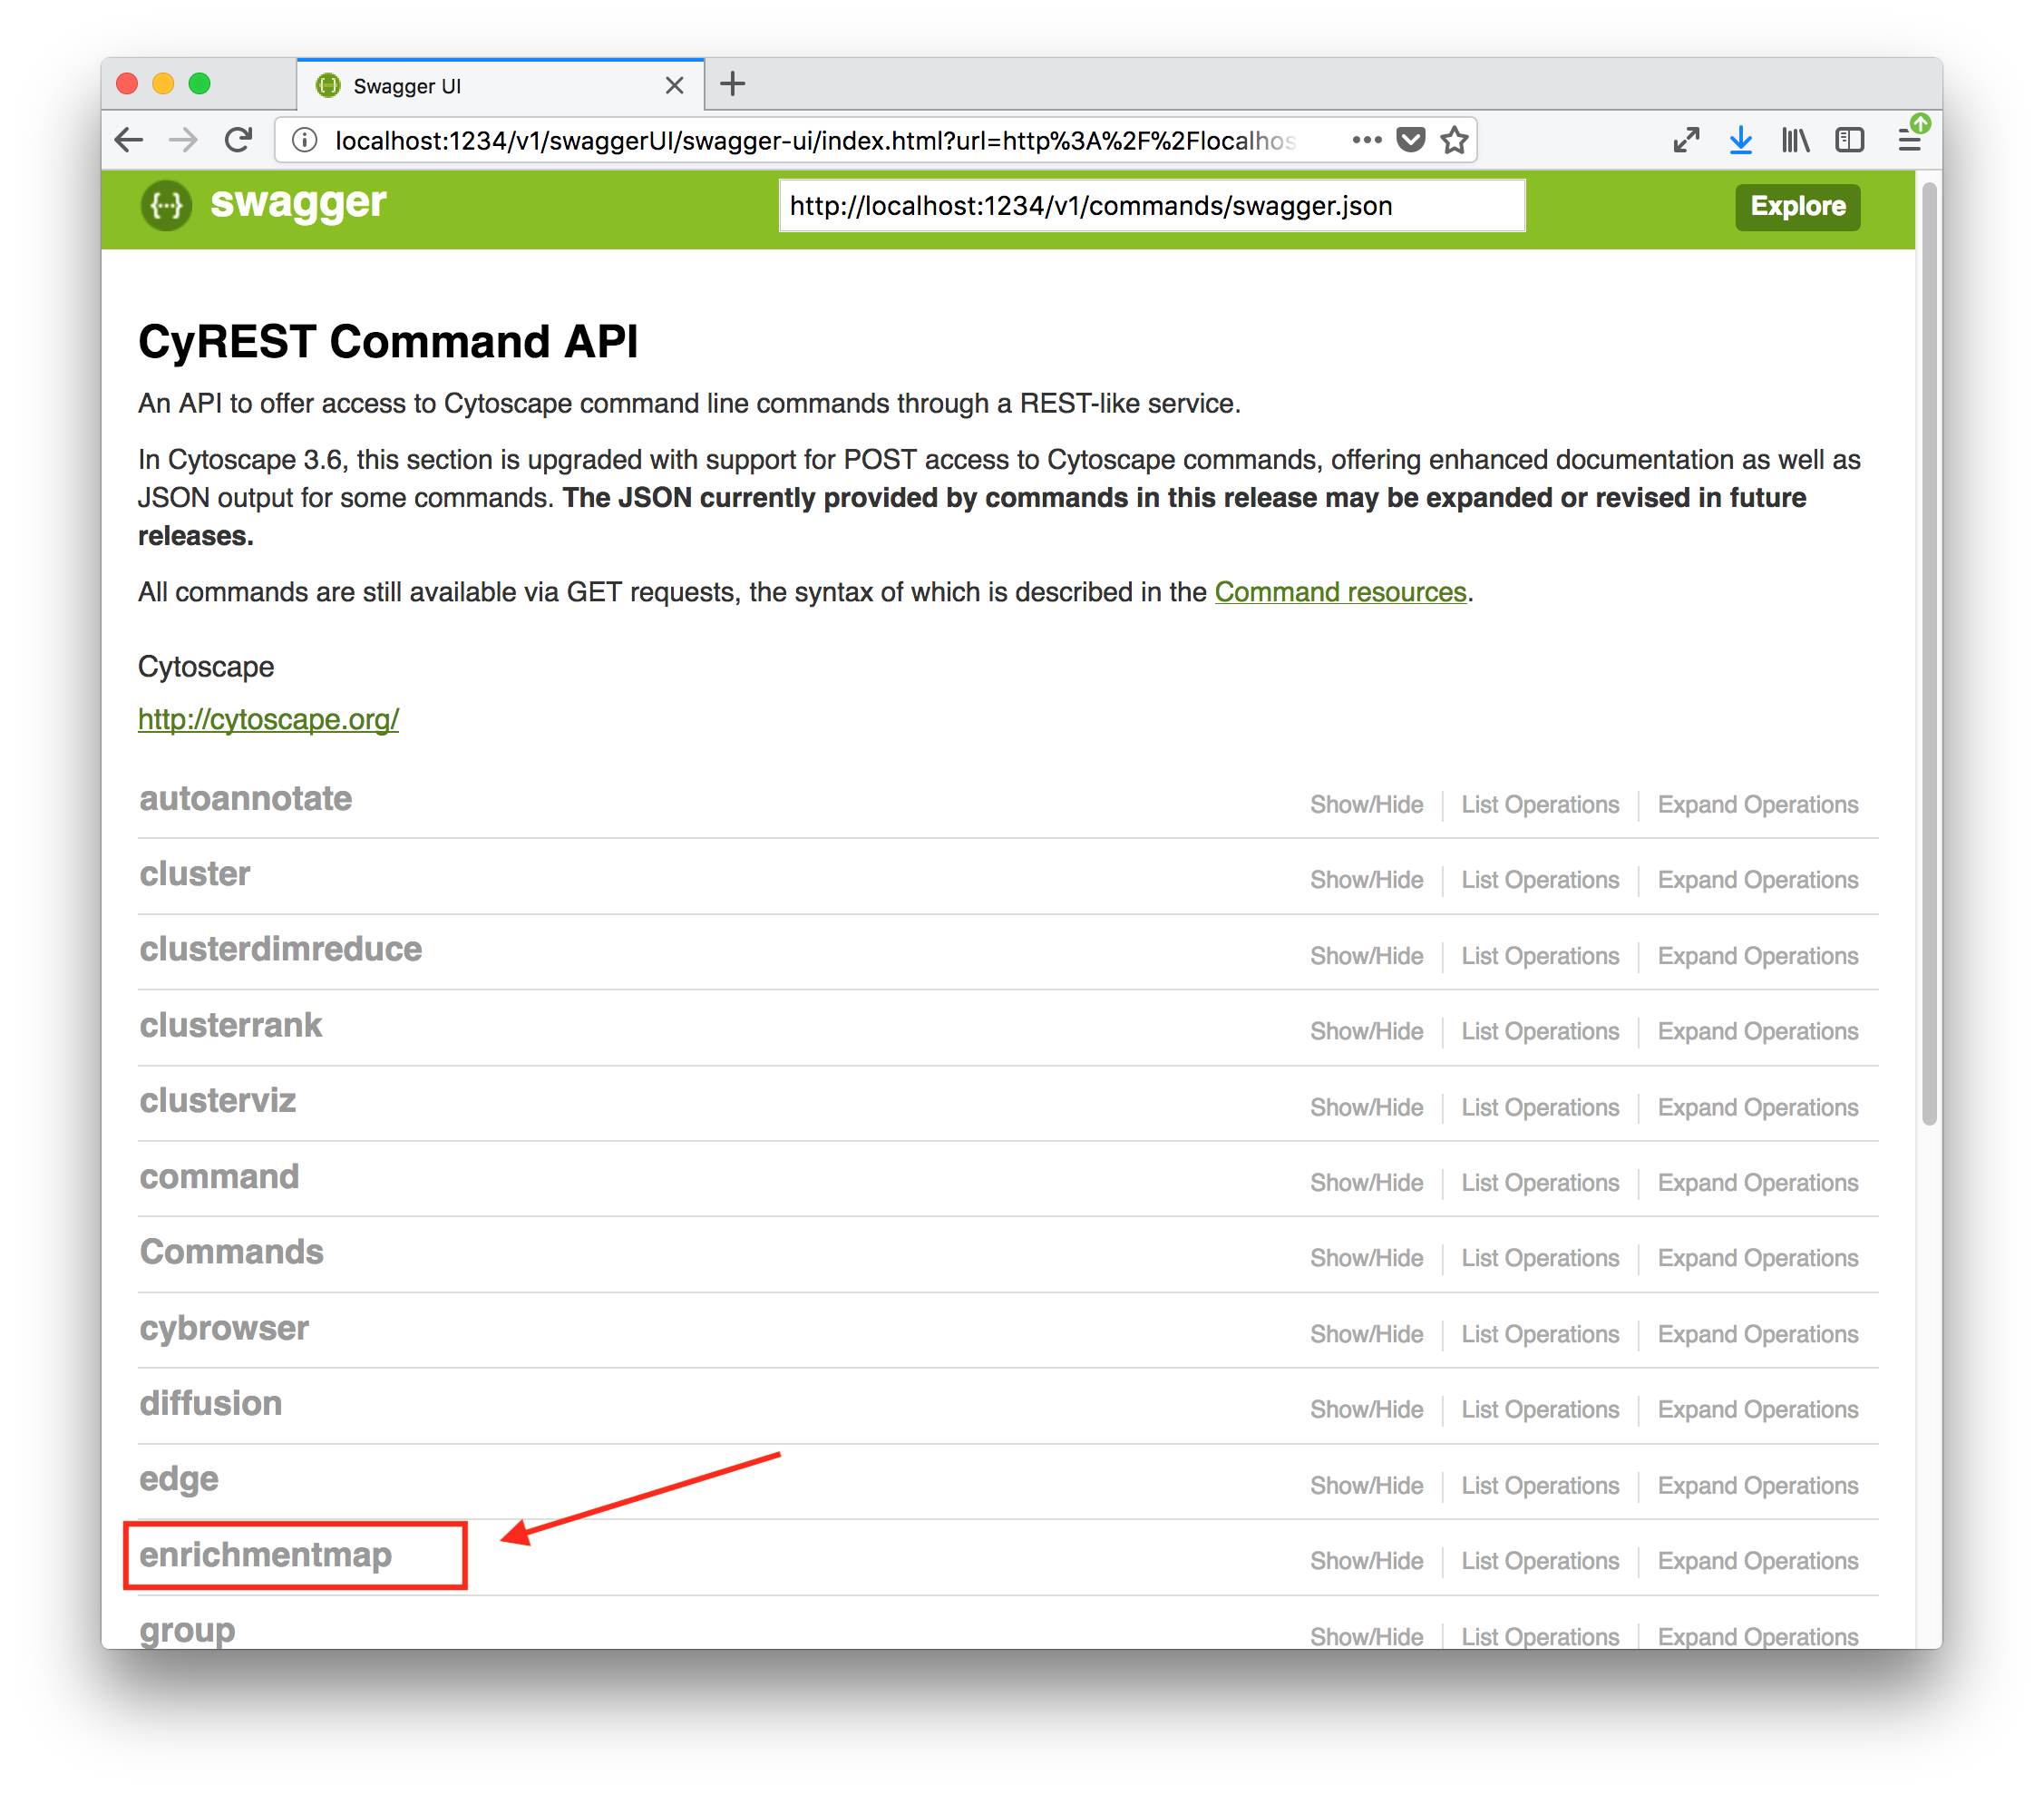 Swagger UI
localhost:1234/v1/swaggerUI/swagger-ui/index.html?url=http%3A%2F%2Flocalhos
{···} swagger
http://localhost:1234/v1/commands/swagger.json
Explore
CyREST Command API
An API to offer access to Cytoscape command line commands through a REST-like service.
In Cytoscape 3.6, this section is upgraded with support for POST access to Cytoscape commands, offering enhanced documentation as well as
JSON output for some commands. The JSON currently provided by commands in this release may be expanded or revised in future
releases.
All commands are still available via GET requests, the syntax of which is described in the Command resources.
Cytoscape
http://cytoscape.org/
autoannotate Show/Hide List Operations Expand Operations
cluster Show/Hide List Operations Expand Operations
clusterdimreduce Show/Hide List Operations Expand Operations
clusterrank Show/Hide List Operations Expand Operations
clusterviz Show/Hide List Operations Expand Operations
command Show/Hide List Operations Expand Operations
Commands Show/Hide List Operations Expand Operations
cybrowser Show/Hide List Operations Expand Operations
diffusion Show/Hide List Operations Expand Operations
edge Show/Hide List Operations Expand Operations
enrichmentmap Show/Hide List Operations Expand Operations
group Show/Hide List Operations Expand Operations